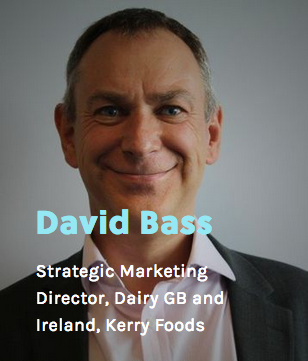 David Bass
Strategic Marketing
Director, Dairy GB and
Ireland, Kerry Foods